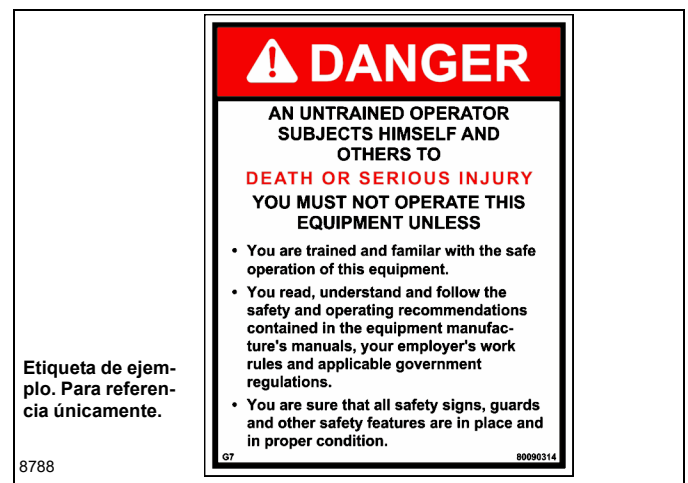 DANGER
AN UNTRAINED OPERATOR
SUBJECTS HIMSELF AND
OTHERS TO
DEATH OR SERIOUS INJURY
YOU MUST NOT OPERATE THIS
EQUIPMENT UNLESS
• You are trained and familar with the safe
operation of this equipment.
• You read, understand and follow the
safety and operating recommendations
contained in the equipment manufac-
ture's manuals, your employer's work
rules and applicable government
regulations.
• You are sure that all safety signs, guards
and other safety features are in place and
in proper condition.
G7 80090314
Etiqueta de ejem-
plo. Para referen-
cia únicamente.
8788